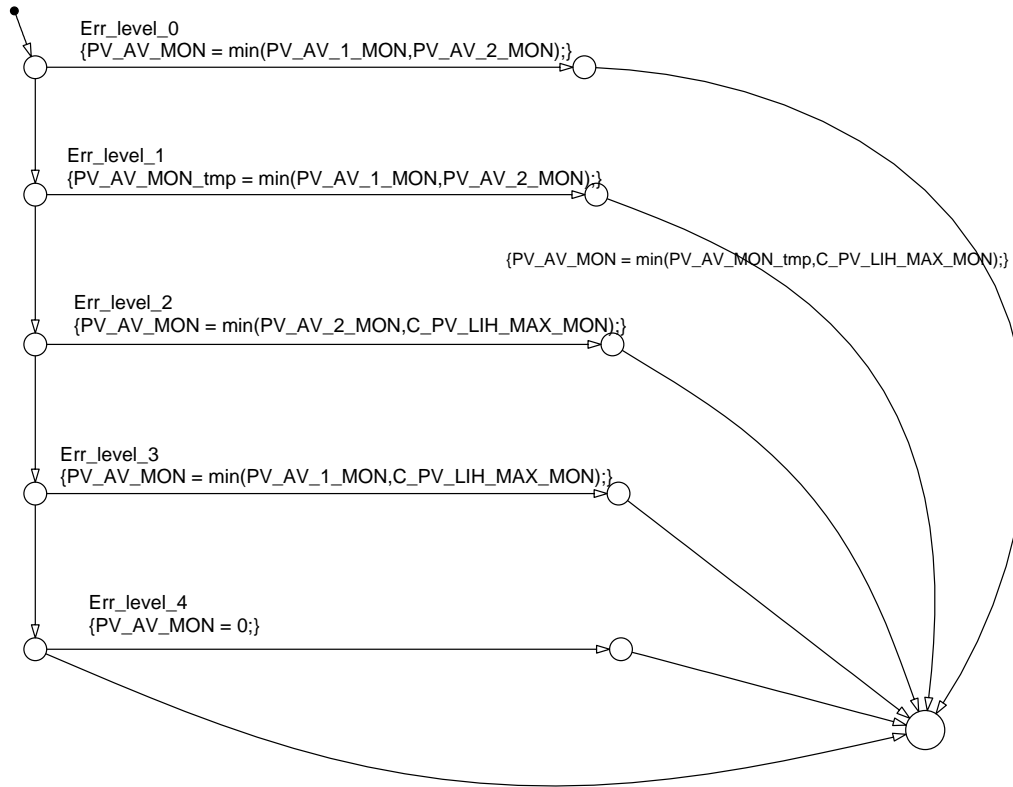 Err_level_0
{PV_AV_MON = min(PV_AV_1_MON,PV_AV_2_MON);}
Err_level_1
{PV_AV_MON_tmp = min(PV_AV_1_MON,PV_AV_2_MON);}
{PV_AV_MON = min(PV_AV_MON_tmp,C_PV_LIH_MAX_MON);}
Err_level_2
{PV_AV_MON = min(PV_AV_2_MON,C_PV_LIH_MAX_MON);}
Err_level_3
{PV_AV_MON = min(PV_AV_1_MON,C_PV_LIH_MAX_MON);}
Err_level_4
{PV_AV_MON = 0;}